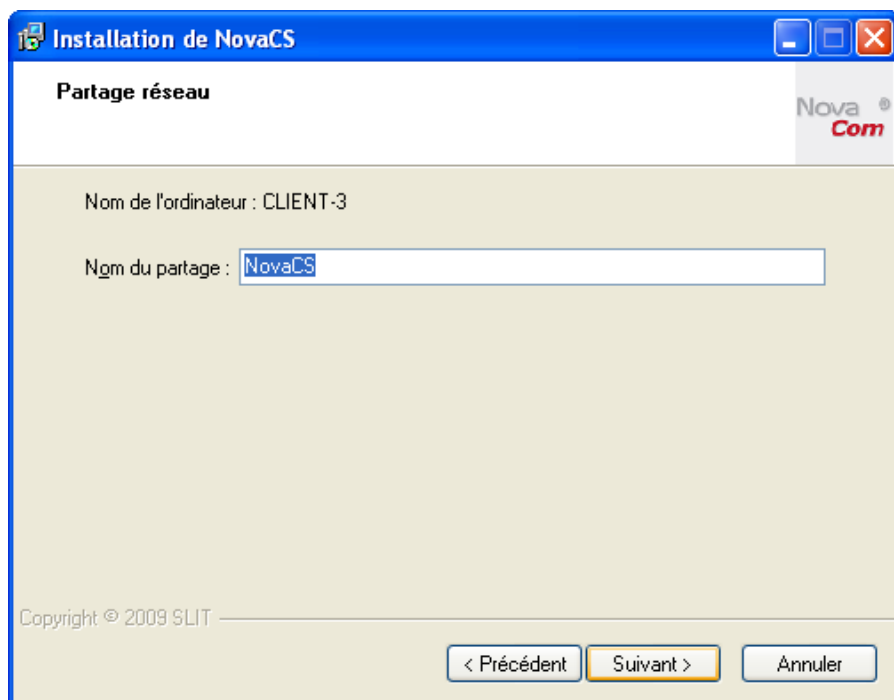 Installation de NovaCS
Partage réseau
Nova ®
Com
Nom de l'ordinateur : CLIENT-3
Nom du partage : NovaCS
Copyright © 2009 SLIT
< Précédent Suivant > Annuler